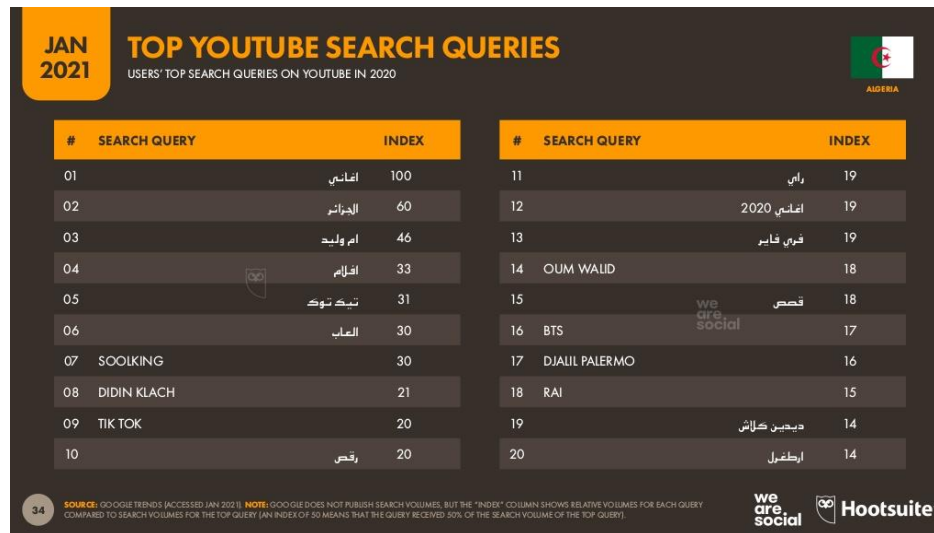 JAN
2021
TOP YOUTUBE SEARCH QUERIES
USERS' TOP SEARCH QUERIES ON YOUTUBE IN 2020
ALGERIA
# SEARCH QUERY INDEX
01 اغاني 100
02 الجزائر 60
03 ام وليد 46
04 افلام 33
05 تيك توك 31
06 العاب 30
07 SOOLKING 30
08 DIDIN KLACH 21
09 TIK TOK 20
10 رقص 20
# SEARCH QUERY INDEX
11 راي 19
12 اغاني 2020 19
13 فري فاير 19
14 OUM WALID 18
15 قصص 18
16 BTS 17
17 DJALIL PALERMO 16
18 RAI 15
19 ديدين كلاش 14
20 ارطغرل 14
we
are
social
34
SOURCE: GOOGLE TRENDS (ACCESSED JAN 2021). NOTE: GOOGLE DOES NOT PUBLISH SEARCH VOLUMES, BUT THE "INDEX" COLUMN SHOWS RELATIVE VOLUMES FOR EACH QUERY
COMPARED TO SEARCH VOLUMES FOR THE TOP QUERY (AN INDEX OF 50 MEANS THAT THE QUERY RECEIVED 50% OF THE SEARCH VOLUME OF THE TOP QUERY).
we
are
social
Hootsuite